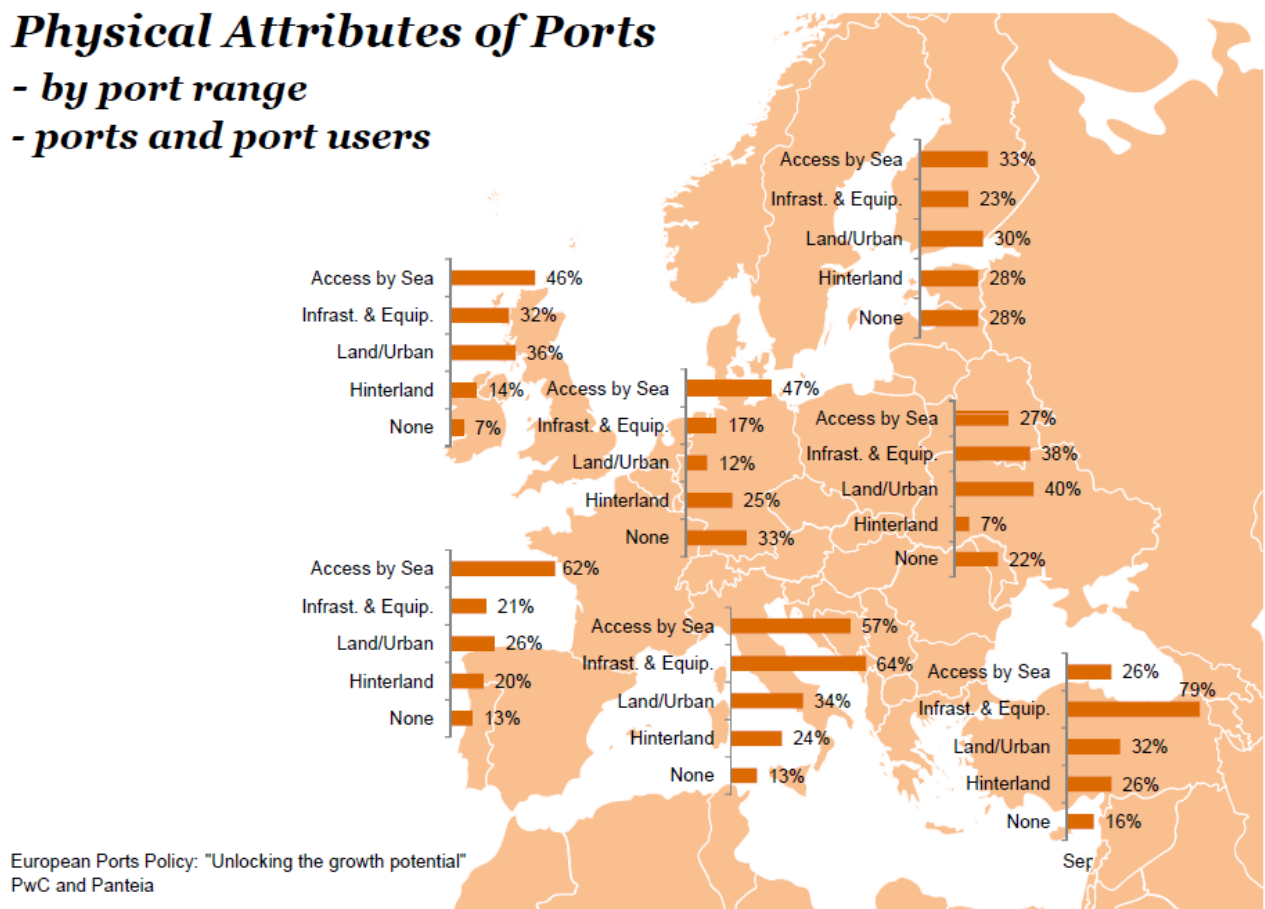 Physical Attributes of Ports
- by port range
- ports and port users
Access by Sea 33%
Infrast. & Equip. 23%
Land/Urban 30%
Hinterland 28%
None 28%
Access by Sea 46%
Infrast. & Equip. 32%
Land/Urban 36%
Hinterland 14%
None 7%
Access by Sea 47%
Infrast. & Equip. 17%
Land/Urban 12%
Hinterland 25%
None 33%
Access by Sea 27%
Infrast. & Equip. 38%
Land/Urban 40%
Hinterland 7%
None 22%
Access by Sea 62%
Infrast. & Equip. 21%
Land/Urban 26%
Hinterland 20%
None 13%
Access by Sea 57%
Infrast. & Equip. 64%
Land/Urban 34%
Hinterland 24%
None 13%
Access by Sea 26%
Infrast. & Equip. 79%
Land/Urban 32%
Hinterland 26%
None 16%
European Ports Policy: "Unlocking the growth potential"
PwC and Panteia
Sep